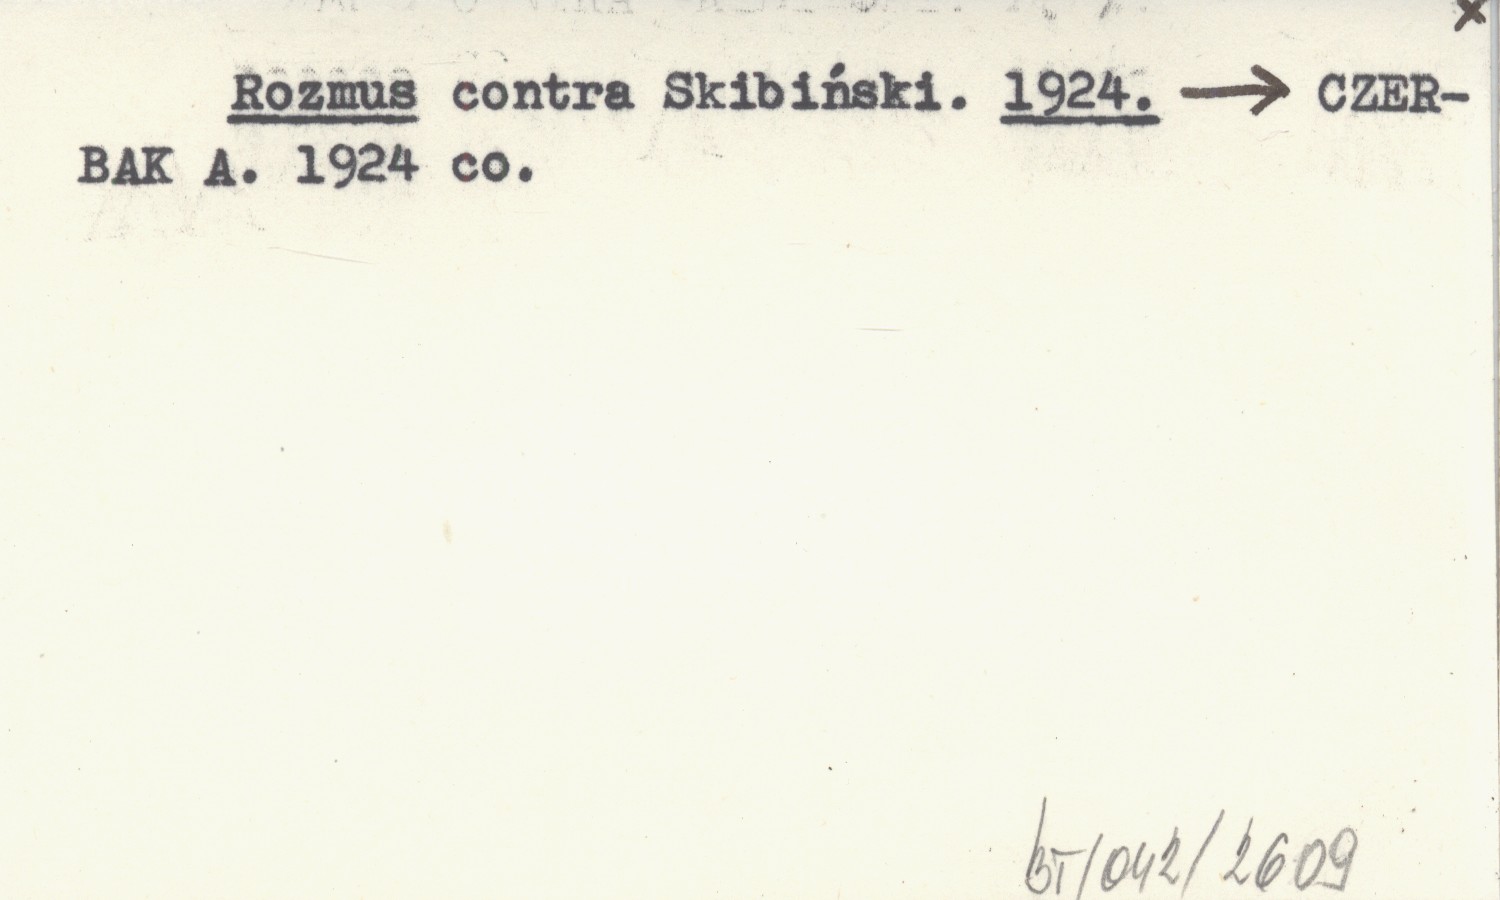 Rozmus contra Skibiński. 1924. → CZER-
BAK A. 1924 co.
BT/042/2609